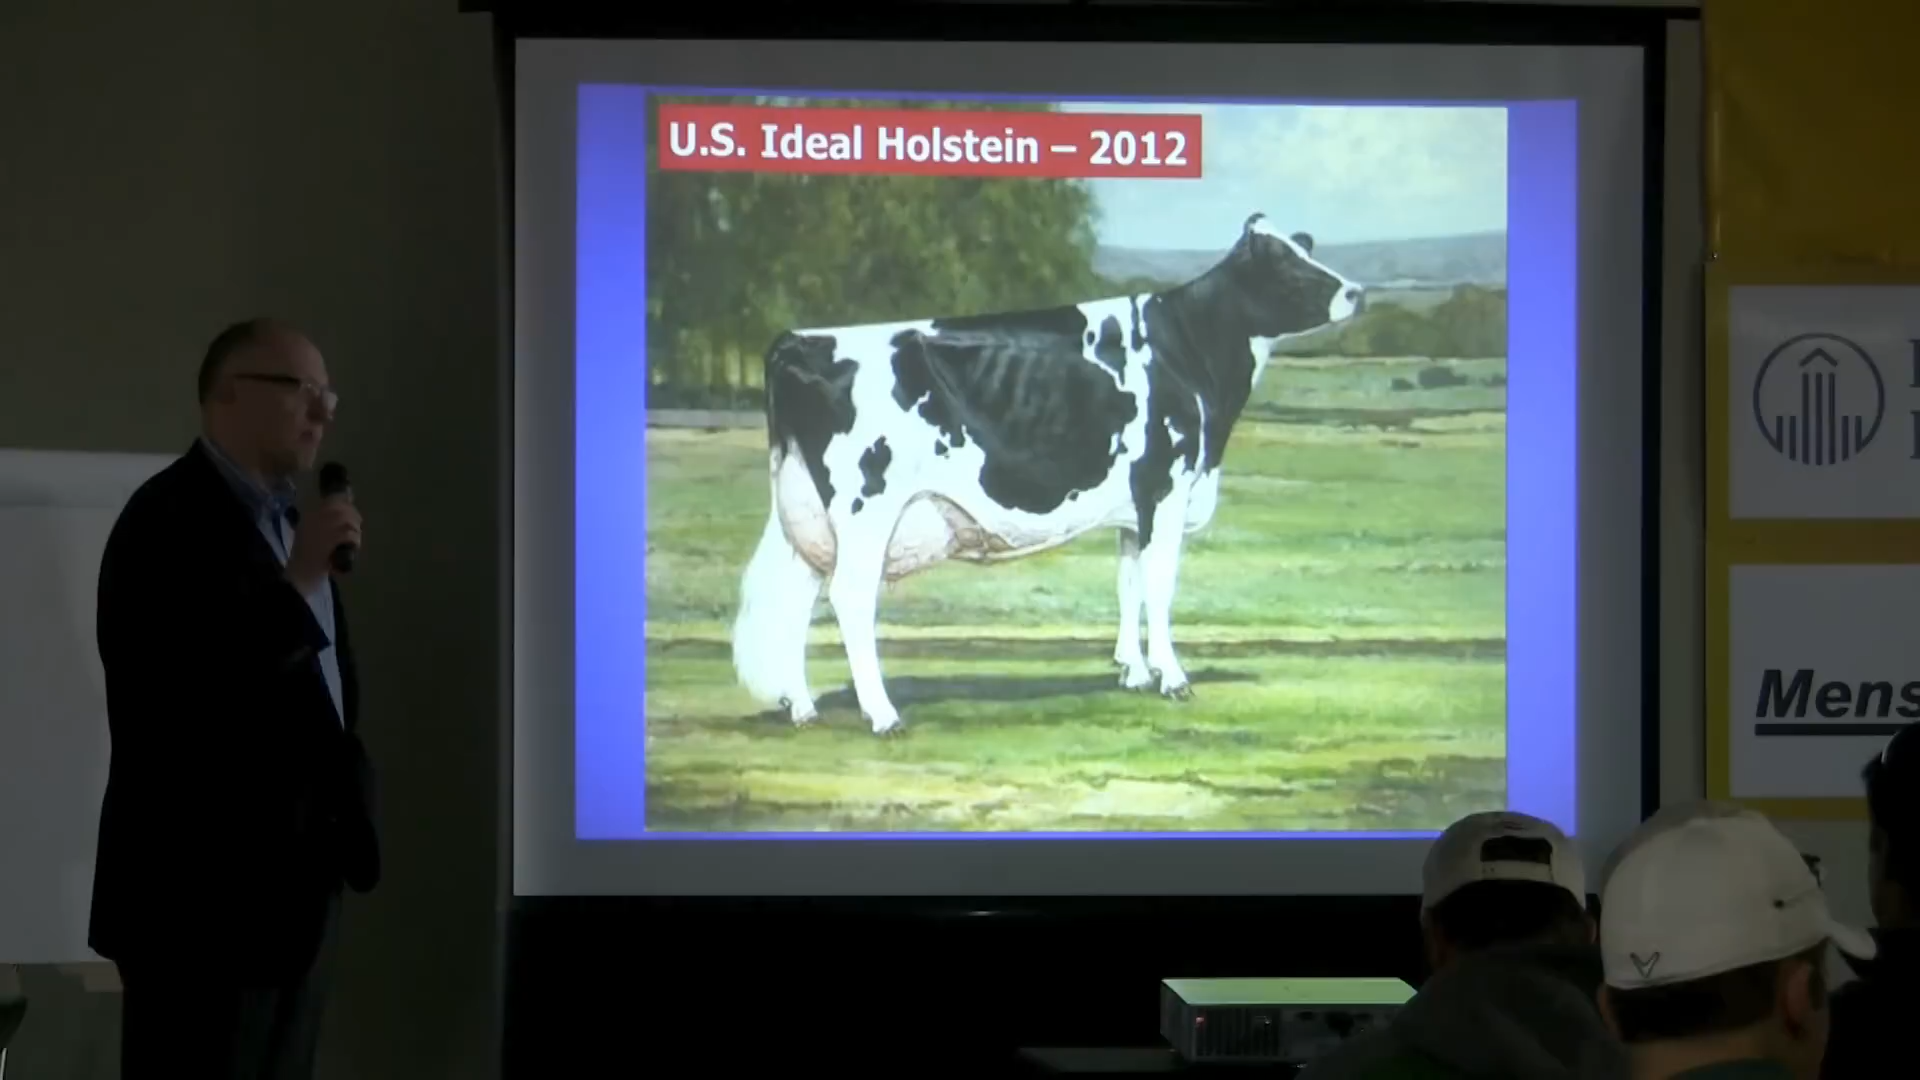 U.S. Ideal Holstein – 2012
Mens